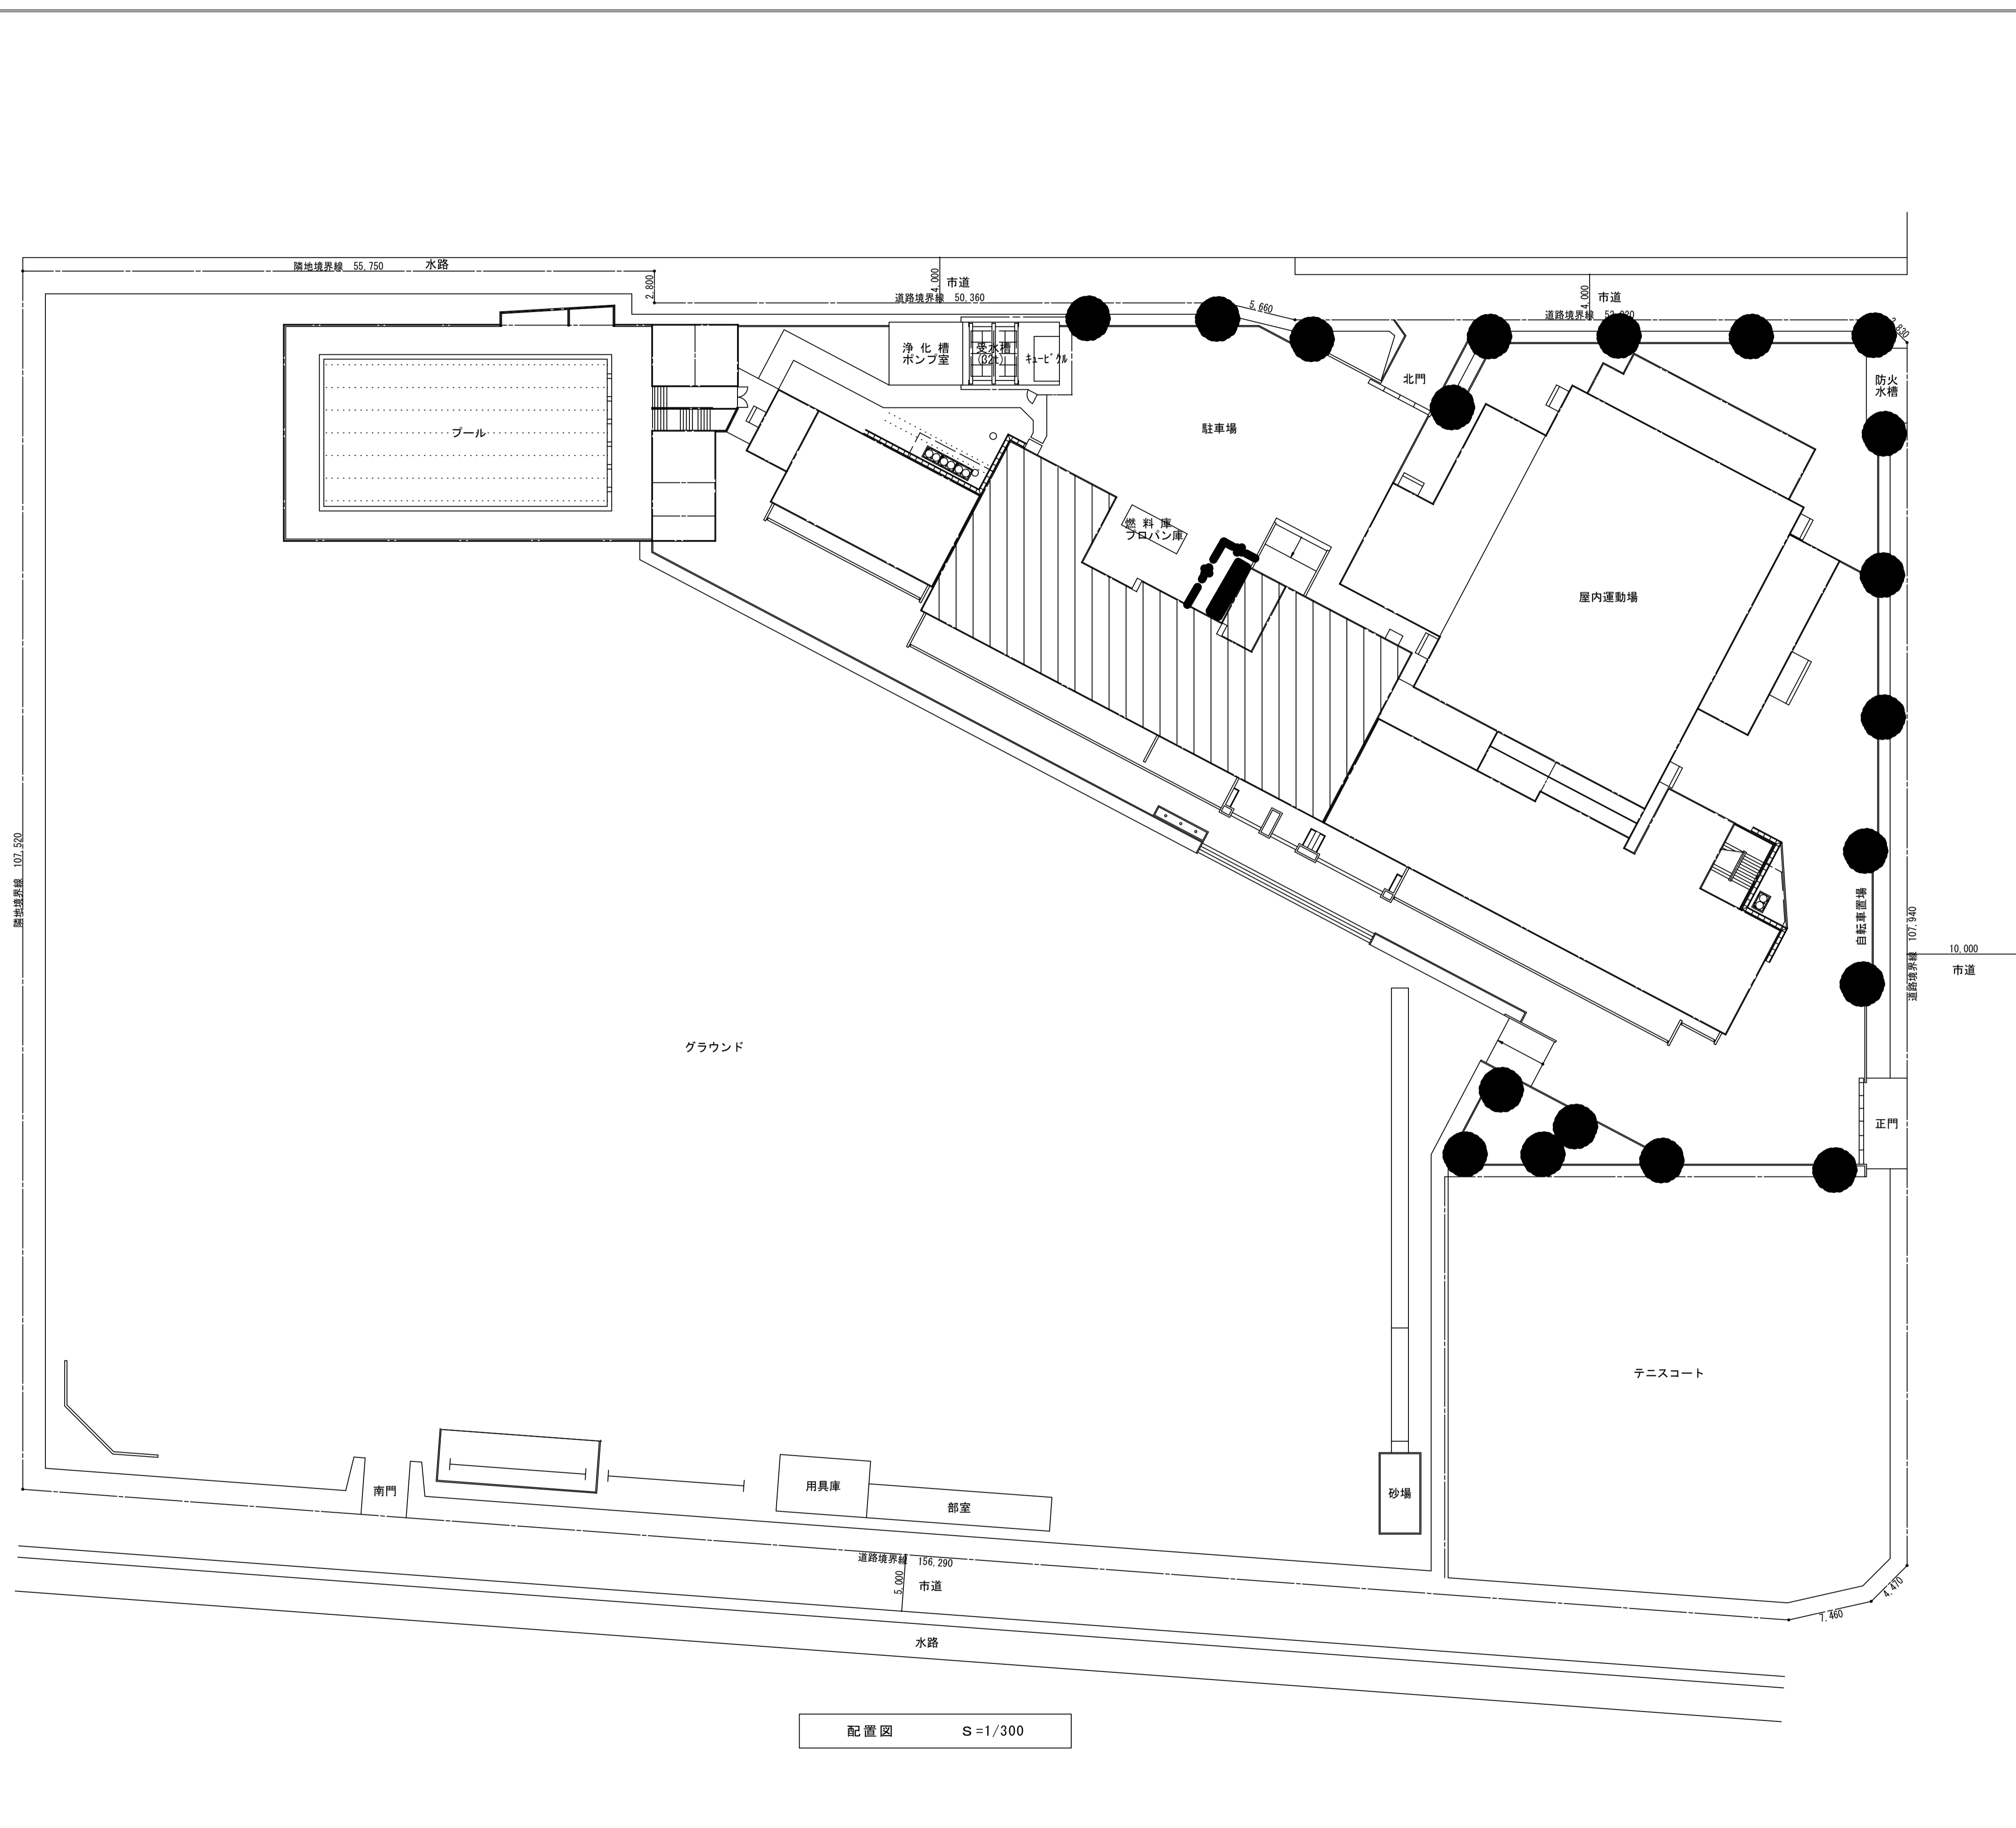 隣地境界線 55,750
水路
2,800
4,000
市道
道路境界線 50,360
5,660
4,000
市道
道路境界線
浄化槽
ポンプ室
受水槽
(32t)
ｷｭｰﾋﾞｸﾙ
北門
防火
水槽
プール
駐車場
燃料庫
プロパン庫
屋内運動場
隣地境界線 107,520
自転車置場
道路境界線 107,940
10,000
市道
グラウンド
正門
テニスコート
南門
用具庫
部室
砂場
道路境界線 156,290
5,000
市道
4,470
7,460
水路
配置図 S=1/300